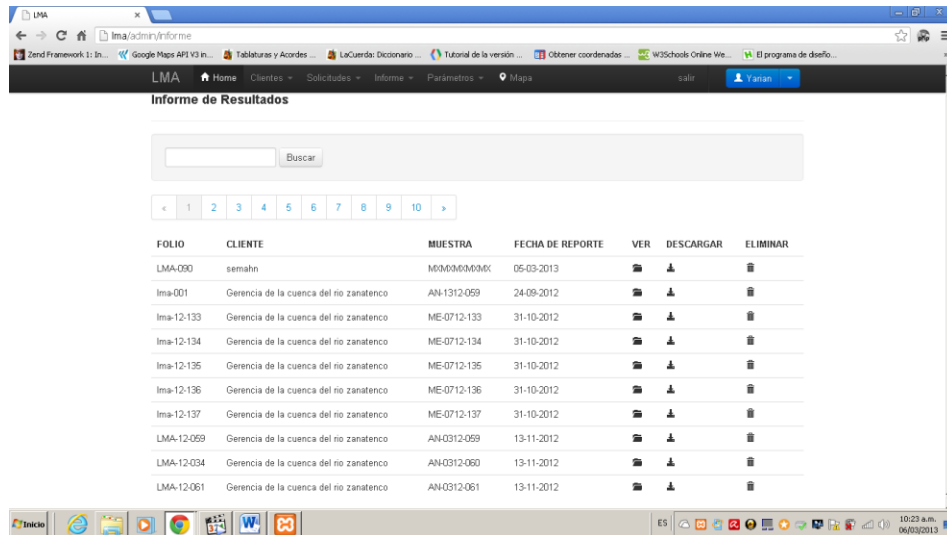 LMA
lma/admin/informe
Zend Framework 1: In... Google Maps API V3 in... Tablaturas y Acordes ... LaCuerda: Diccionario ... Tutorial de la versión ... Obtener coordenadas ... W3Schools Online We... El programa de diseño...
LMA Home Clientes Solicitudes Informe Parámetros Mapa salir Yarian
Informe de Resultados
Buscar
« 1 2 3 4 5 6 7 8 9 10 »
FOLIO CLIENTE MUESTRA FECHA DE REPORTE VER DESCARGAR ELIMINAR
LMA-090 semahn MXMXMXMXMX 05-03-2013
lma-001 Gerencia de la cuenca del rio zanatenco AN-1312-059 24-09-2012
lma-12-133 Gerencia de la cuenca del rio zanatenco ME-0712-133 31-10-2012
lma-12-134 Gerencia de la cuenca del rio zanatenco ME-0712-134 31-10-2012
lma-12-135 Gerencia de la cuenca del rio zanatenco ME-0712-135 31-10-2012
lma-12-136 Gerencia de la cuenca del rio zanatenco ME-0712-136 31-10-2012
lma-12-137 Gerencia de la cuenca del rio zanatenco ME-0712-137 31-10-2012
LMA-12-059 Gerencia de la cuenca del rio zanatenco AN-0312-059 13-11-2012
LMA-12-034 Gerencia de la cuenca del rio zanatenco AN-0312-060 13-11-2012
LMA-12-061 Gerencia de la cuenca del rio zanatenco AN-0312-061 13-11-2012
Inicio ES 10:23 a.m.
06/03/2013